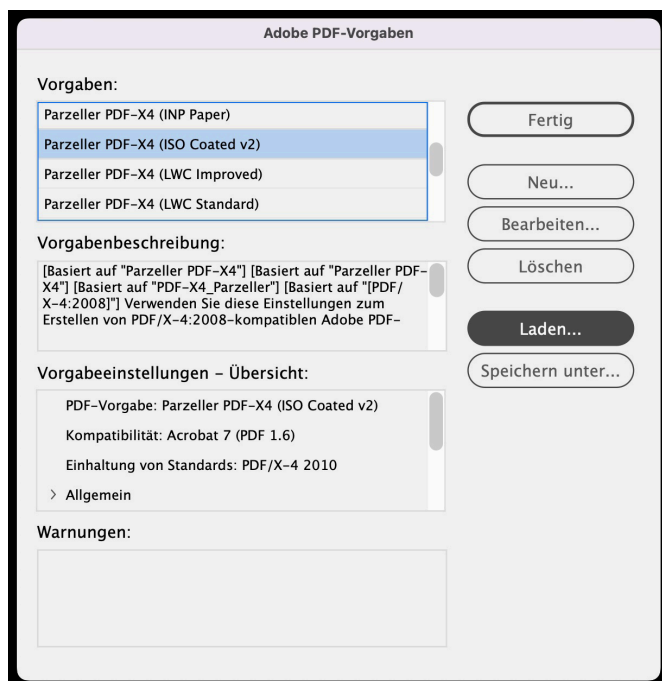 Adobe PDF-Vorgaben
Vorgaben:
Parzeller PDF-X4 (INP Paper)
Parzeller PDF-X4 (ISO Coated v2)
Parzeller PDF-X4 (LWC Improved)
Parzeller PDF-X4 (LWC Standard)
Fertig
Neu...
Bearbeiten...
Löschen
Laden...
Speichern unter...
Vorgabenbeschreibung:
[Basiert auf "Parzeller PDF-X4"] [Basiert auf "Parzeller PDF-
X4"] [Basiert auf "PDF-X4_Parzeller"] [Basiert auf "[PDF/
X-4:2008]"] Verwenden Sie diese Einstellungen zum
Erstellen von PDF/X-4:2008-kompatiblen Adobe PDF-
Vorgabeeinstellungen – Übersicht:
PDF-Vorgabe: Parzeller PDF-X4 (ISO Coated v2)
Kompatibilität: Acrobat 7 (PDF 1.6)
Einhaltung von Standards: PDF/X-4 2010
Allgemein
Warnungen: